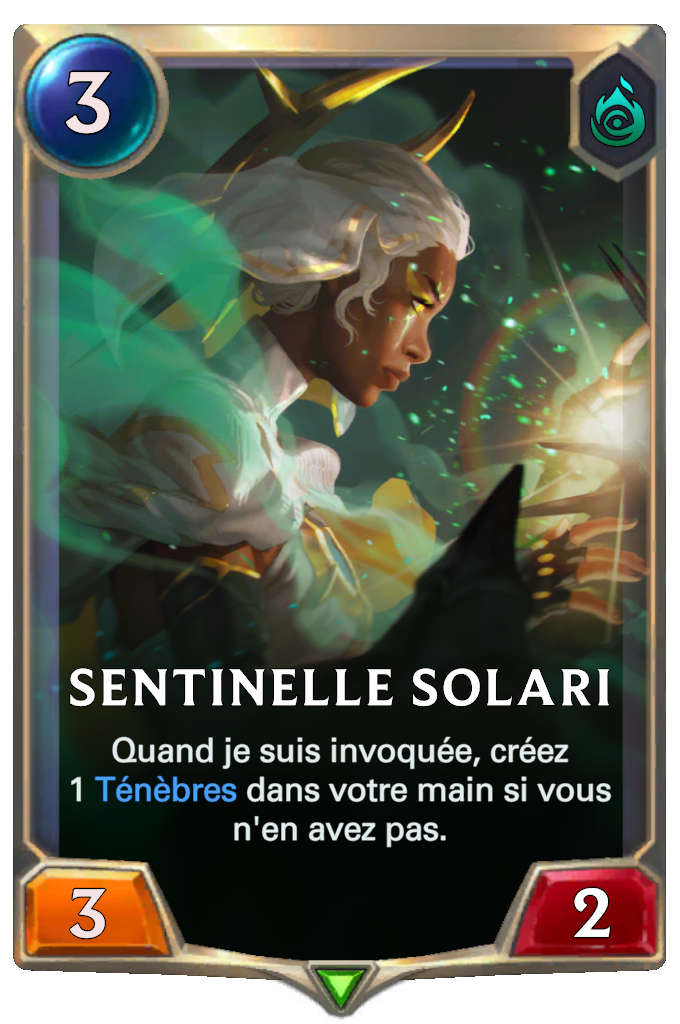 3
SENTINELLE SOLARI
Quand je suis invoquée, créez
1 Ténèbres dans votre main si vous
n'en avez pas.
3
2